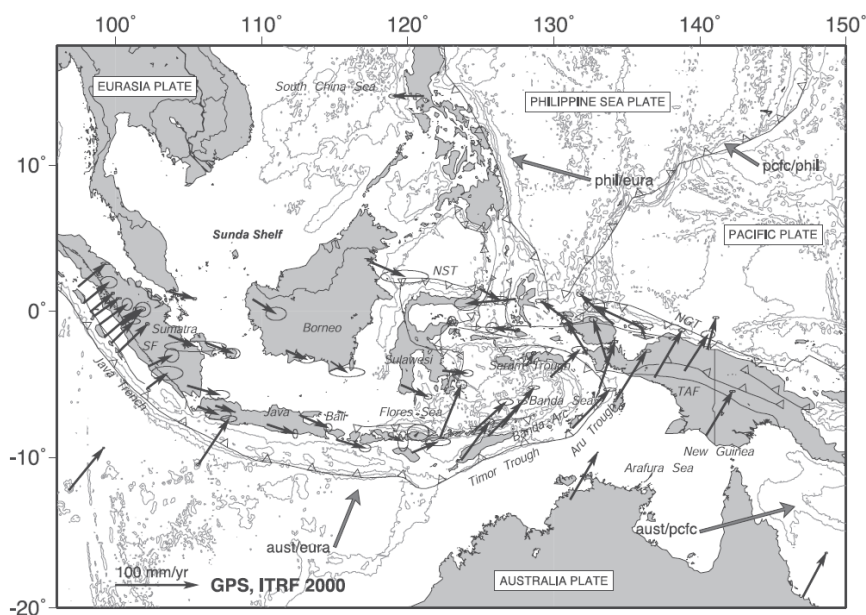 100° 110° 120° 130° 140° 150°
EURASIA PLATE
South China Sea
PHILIPPINE SEA PLATE
10°
phil/eura
pcfc/phil
PACIFIC PLATE
Sunda Shelf
NST
0°
NGT
Sumatra
SF
Borneo
Sulawesi
Seram Trough
Java Trench
TAF
Java
Bali
Flores Sea
Banda Sea
Banda Arc
Aru Trough
New Guinea
-10°
Timor Trough
Arafura Sea
aust/eura
aust/pcfc
100 mm/yr
GPS, ITRF 2000
AUSTRALIA PLATE
-20°